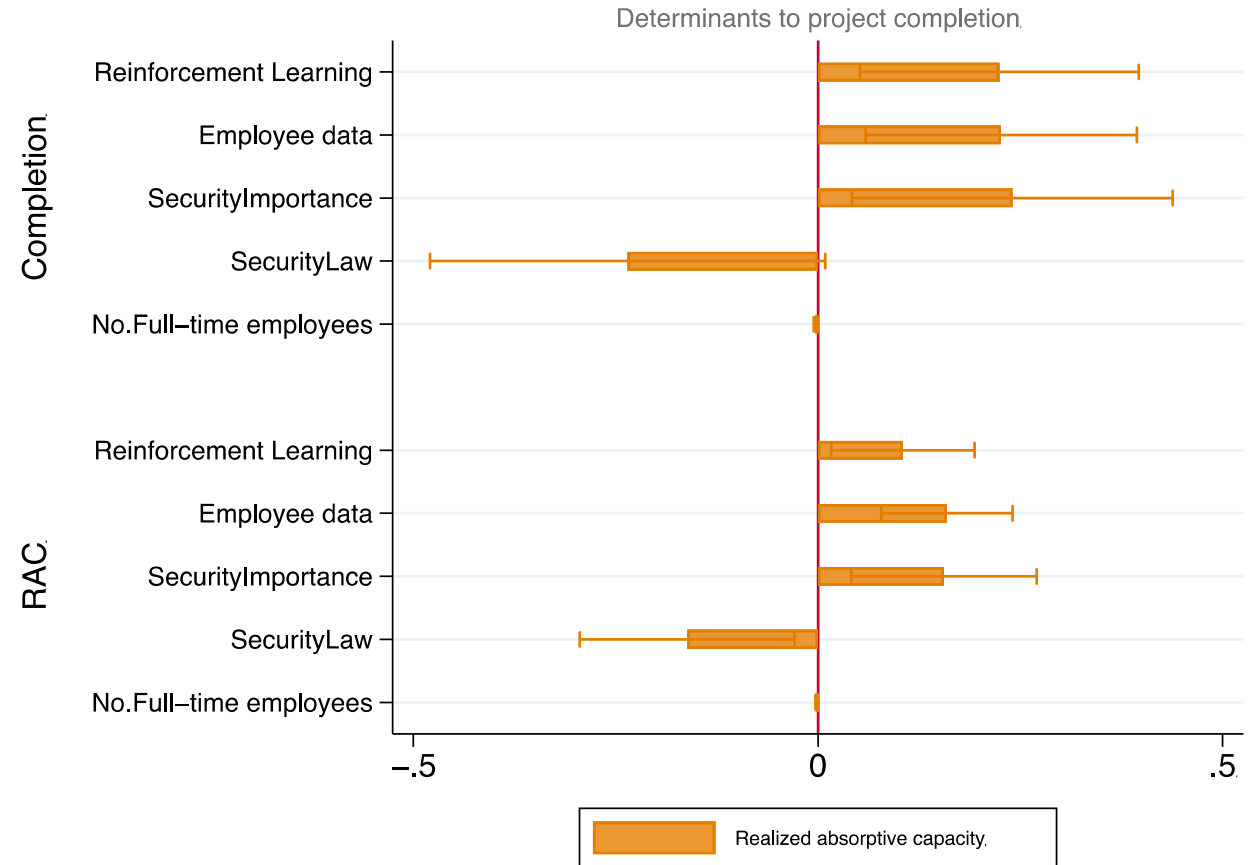 Determinants to project completion
Completion
Reinforcement Learning
Employee data
SecurityImportance
SecurityLaw
No.Full–time employees
RAC
Reinforcement Learning
Employee data
SecurityImportance
SecurityLaw
No.Full–time employees
–.5 0 .5
Realized absorptive capacity